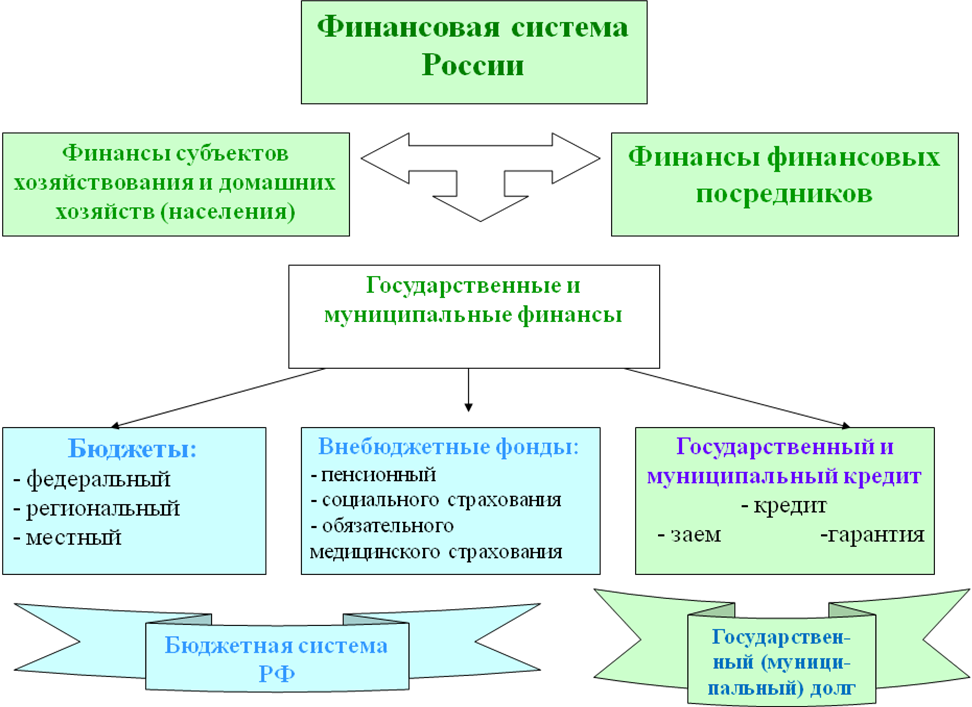 Финансовая система
России
Финансы субъектов
хозяйствования и домашних
хозяйств (населения)
Финансы финансовых
посредников
Государственные и
муниципальные финансы
Бюджеты:
- федеральный
- региональный
- местный
Внебюджетные фонды:
- пенсионный
- социального страхования
- обязательного
медицинского страхования
Государственный и
муниципальный кредит
- кредит
- заем -гарантия
Бюджетная система
РФ
Государствен-
ный (муници-
пальный) долг